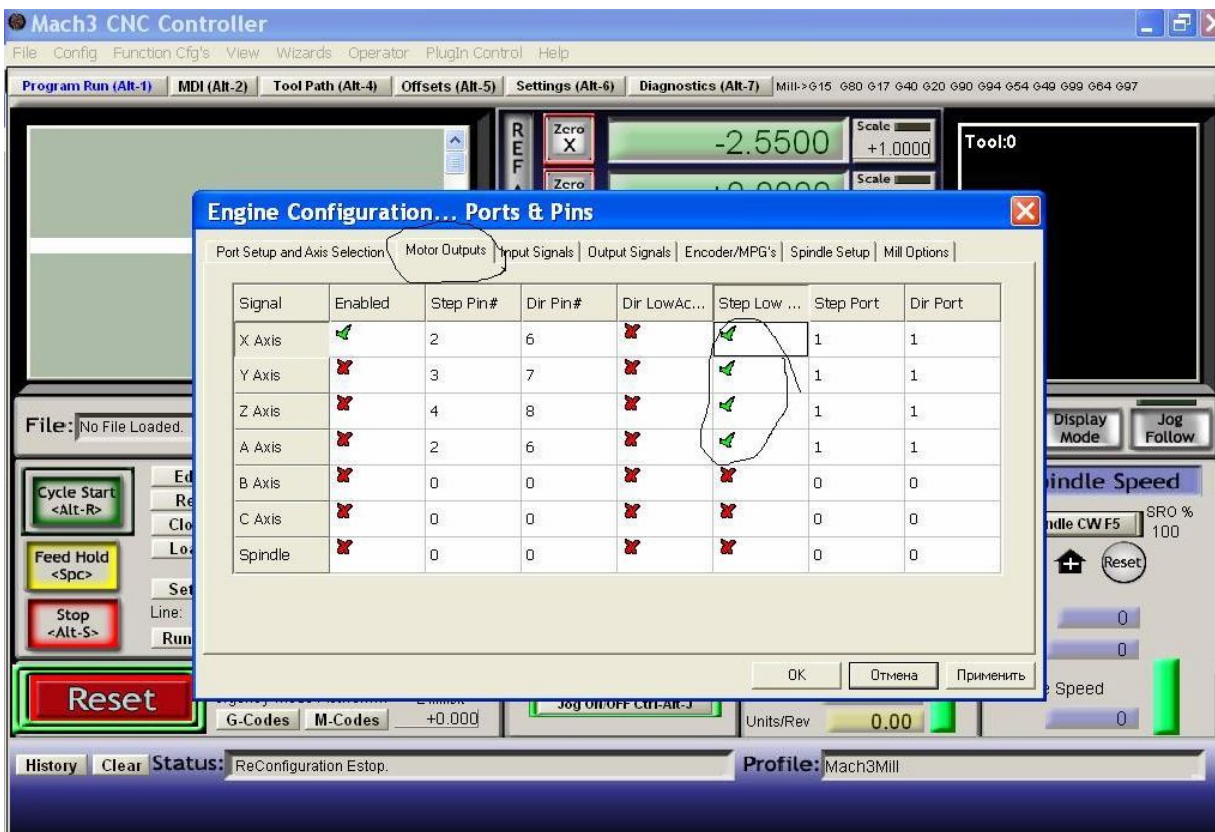 Mach3 CNC Controller
File Config Function Cfg's View Wizards Operator PlugIn Control Help
Program Run (Alt-1) MDI (Alt-2) Tool Path (Alt-4) Offsets (Alt-5) Settings (Alt-6) Diagnostics (Alt-7) Mill->G15 G80 G17 G40 G20 G90 G94 G54 G49 G99 G64 G97
REF
Zero X -2.5500 Scale +1.0000
Tool:0
Zero Scale
Engine Configuration... Ports & Pins
Port Setup and Axis Selection Motor Outputs Input Signals Output Signals Encoder/MPG's Spindle Setup Mill Options
Signal Enabled Step Pin# Dir Pin# Dir LowAc... Step Low ... Step Port Dir Port
X Axis 2 6 1 1
Y Axis 3 7 1 1
Z Axis 4 8 1 1
A Axis 2 6 1 1
B Axis 0 0 0 0
C Axis 0 0 0 0
Spindle 0 0 0 0
OK Отмена Применить
File: No File Loaded.
Display Mode Jog Follow
Cycle Start <Alt-R>
Feed Hold <Spc>
Stop <Alt-S>
Line:
Run
Speed
SRO % 100
CW F5
Reset
0
0
Speed
0
Reset
G-Codes M-Codes +0.000
Jog ON/OFF Ctrl-Alt-J
Units/Rev 0.00
History Clear Status: ReConfiguration Estop.
Profile: Mach3Mill